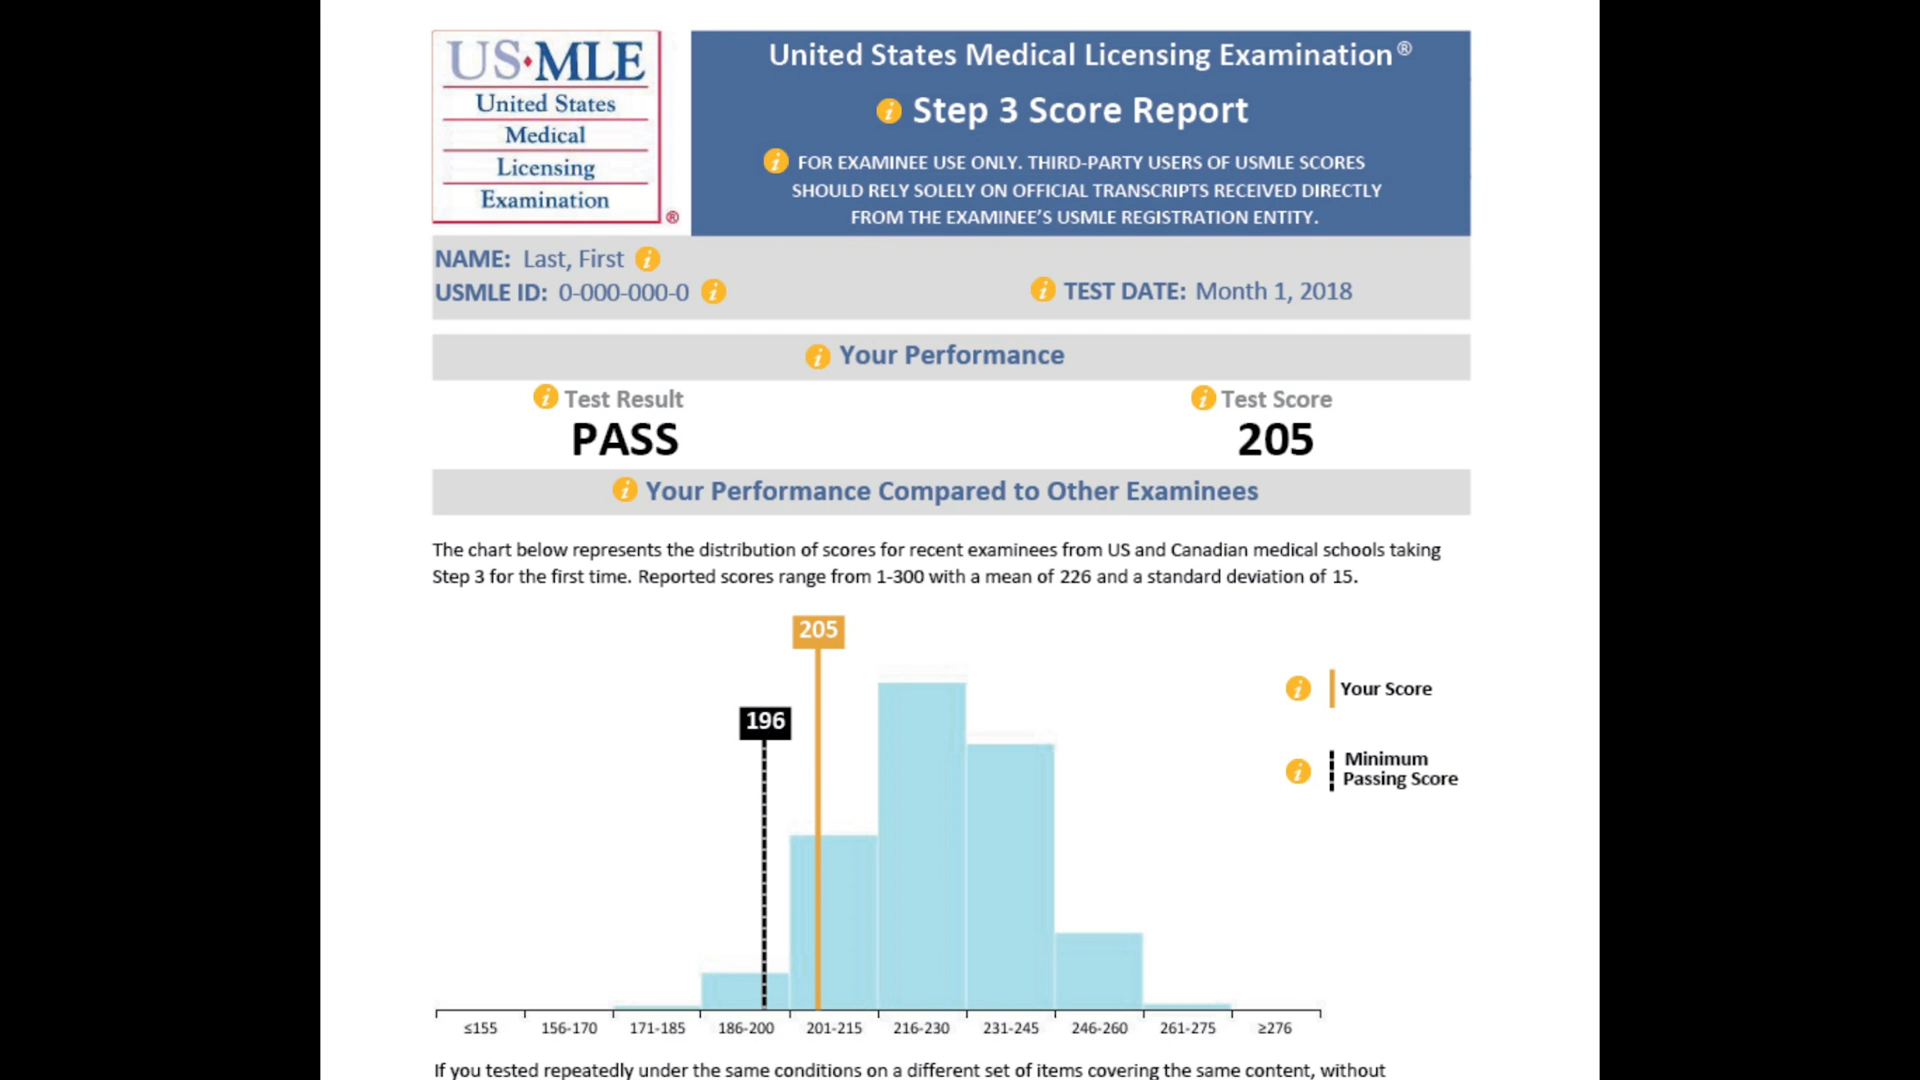 US·MLE
United States
Medical
Licensing
Examination
®
United States Medical Licensing Examination®
i Step 3 Score Report
i FOR EXAMINEE USE ONLY. THIRD-PARTY USERS OF USMLE SCORES
SHOULD RELY SOLELY ON OFFICIAL TRANSCRIPTS RECEIVED DIRECTLY
FROM THE EXAMINEE'S USMLE REGISTRATION ENTITY.
NAME: Last, First i
USMLE ID: 0-000-000-0 i
i TEST DATE: Month 1, 2018
i Your Performance
i Test Result
PASS
i Test Score
205
i Your Performance Compared to Other Examinees
The chart below represents the distribution of scores for recent examinees from US and Canadian medical schools taking
Step 3 for the first time. Reported scores range from 1-300 with a mean of 226 and a standard deviation of 15.
205
196
i Your Score
i Minimum
Passing Score
≤155 156-170 171-185 186-200 201-215 216-230 231-245 246-260 261-275 ≥276
If you tested repeatedly under the same conditions on a different set of items covering the same content, without